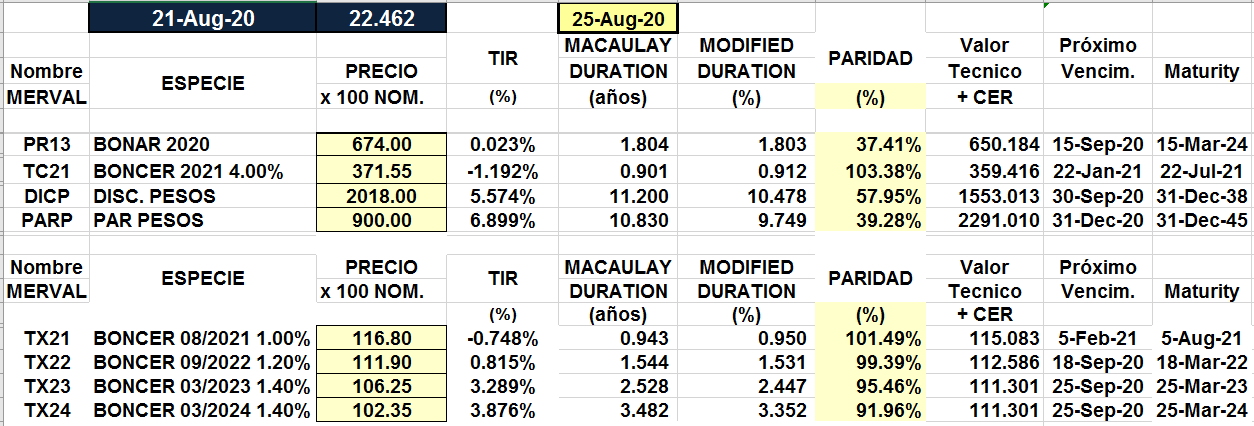 21-Aug-20 22.462 25-Aug-20
Nombre MERVAL ESPECIE PRECIO x 100 NOM. TIR (%) MACAULAY DURATION (años) MODIFIED DURATION (%) PARIDAD (%) Valor Tecnico + CER Próximo Vencim. Maturity
PR13 BONAR 2020 674.00 0.023% 1.804 1.803 37.41% 650.184 15-Sep-20 15-Mar-24
TC21 BONCER 2021 4.00% 371.55 -1.192% 0.901 0.912 103.38% 359.416 22-Jan-21 22-Jul-21
DICP DISC. PESOS 2018.00 5.574% 11.200 10.478 57.95% 1553.013 30-Sep-20 31-Dec-38
PARP PAR PESOS 900.00 6.899% 10.830 9.749 39.28% 2291.010 31-Dec-20 31-Dec-45
Nombre MERVAL ESPECIE PRECIO x 100 NOM. TIR (%) MACAULAY DURATION (años) MODIFIED DURATION (%) PARIDAD (%) Valor Tecnico + CER Próximo Vencim. Maturity
TX21 BONCER 08/2021 1.00% 116.80 -0.748% 0.943 0.950 101.49% 115.083 5-Feb-21 5-Aug-21
TX22 BONCER 09/2022 1.20% 111.90 0.815% 1.544 1.531 99.39% 112.586 18-Sep-20 18-Mar-22
TX23 BONCER 03/2023 1.40% 106.25 3.289% 2.528 2.447 95.46% 111.301 25-Sep-20 25-Mar-23
TX24 BONCER 03/2024 1.40% 102.35 3.876% 3.482 3.352 91.96% 111.301 25-Sep-20 25-Mar-24